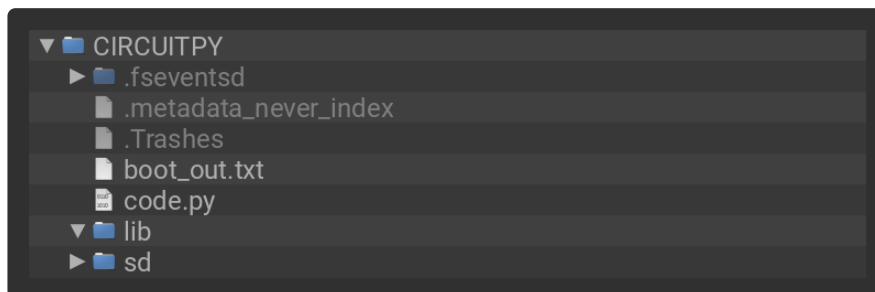 CIRCUITPY
.fseventsd
.metadata_never_index
.Trashes
boot_out.txt
code.py
lib
sd